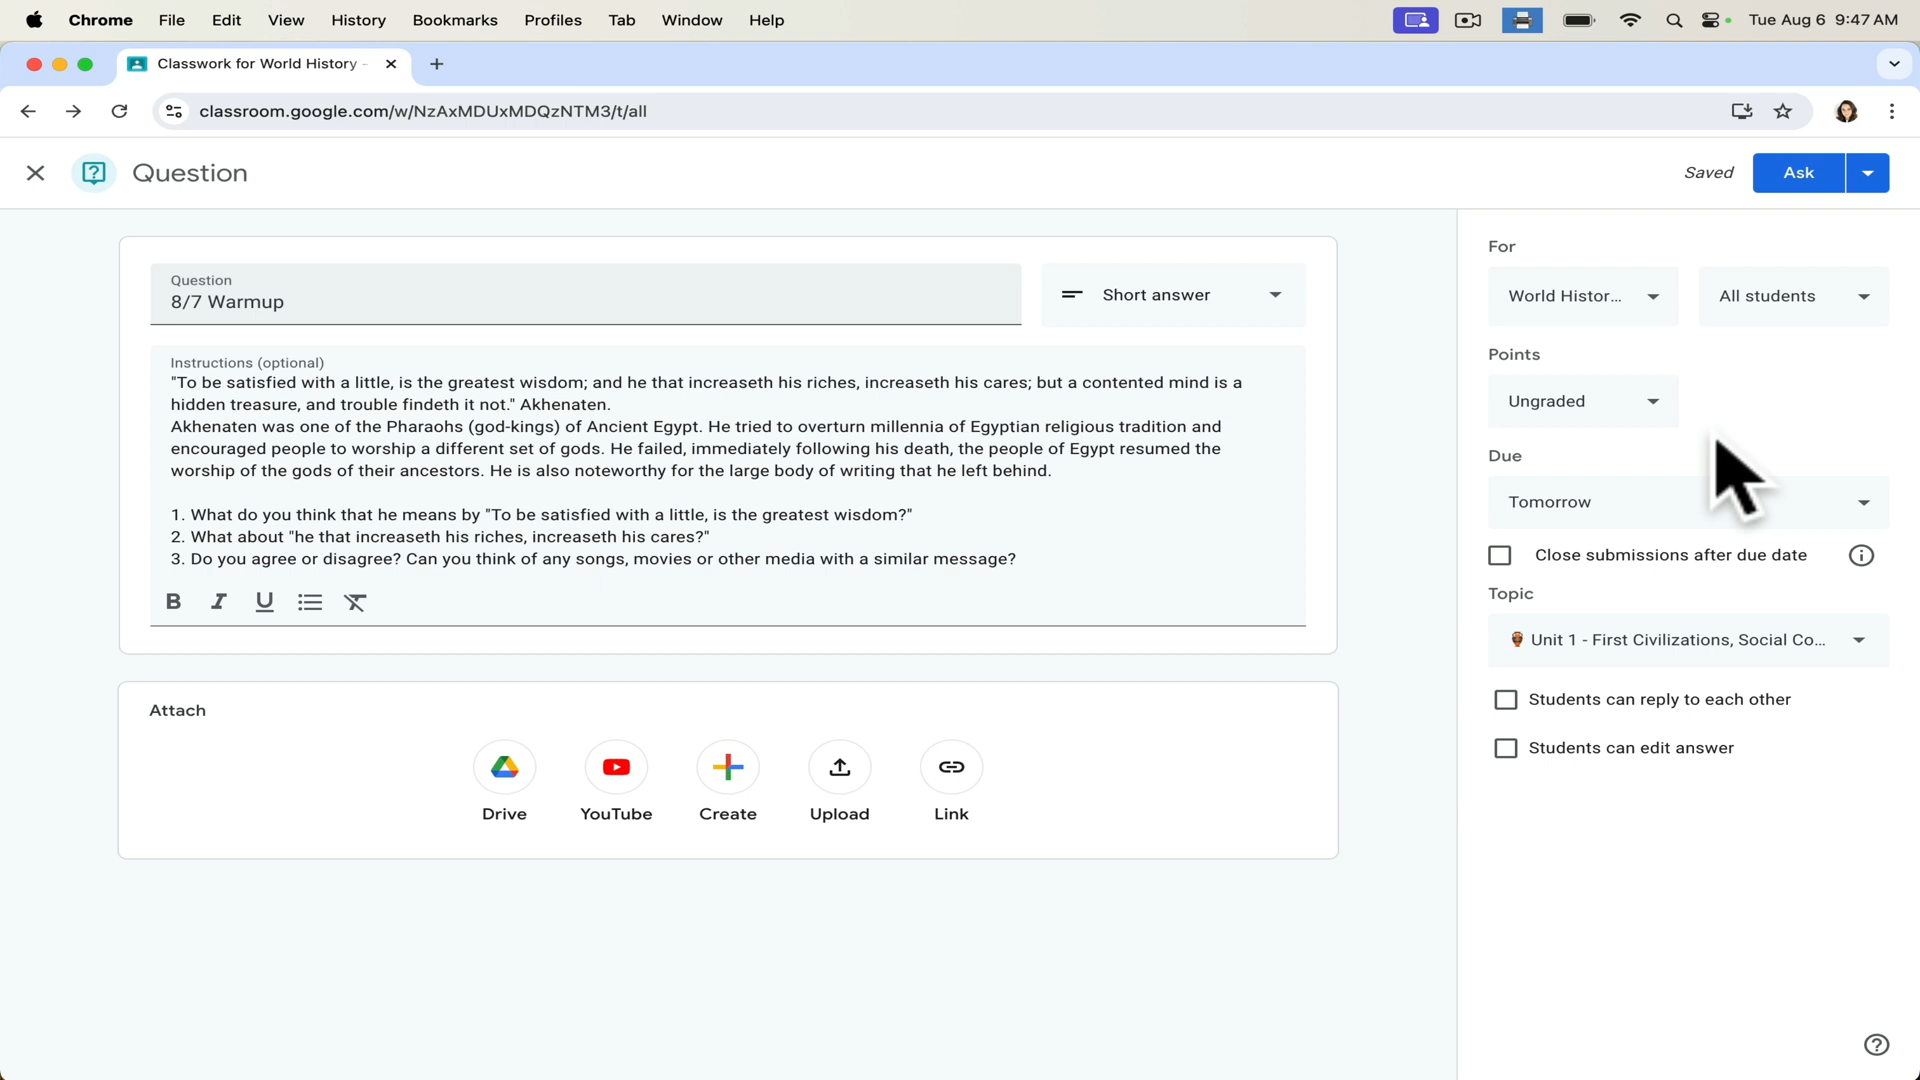 Chrome File Edit View History Bookmarks Profiles Tab Window Help Tue Aug 6 9:47 AM
Classwork for World History -
classroom.google.com/w/NzAxMDUxMDQzNTM3/t/all
Question Saved Ask
Question
8/7 Warmup
Short answer
Instructions (optional)
"To be satisfied with a little, is the greatest wisdom; and he that increaseth his riches, increaseth his cares; but a contented mind is a
hidden treasure, and trouble findeth it not." Akhenaten.
Akhenaten was one of the Pharaohs (god-kings) of Ancient Egypt. He tried to overturn millennia of Egyptian religious tradition and
encouraged people to worship a different set of gods. He failed, immediately following his death, the people of Egypt resumed the
worship of the gods of their ancestors. He is also noteworthy for the large body of writing that he left behind.
1. What do you think that he means by "To be satisfied with a little, is the greatest wisdom?"
2. What about "he that increaseth his riches, increaseth his cares?"
3. Do you agree or disagree? Can you think of any songs, movies or other media with a similar message?
B I U
Attach
Drive YouTube Create Upload Link
For
World Histor... All students
Points
Ungraded
Due
Tomorrow
Close submissions after due date
Topic
Unit 1 - First Civilizations, Social Co...
Students can reply to each other
Students can edit answer